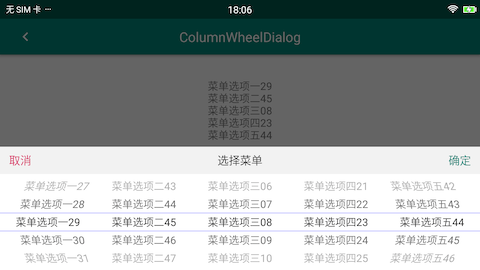 无 SIM 卡 ··· 18:06
ColumnWheelDialog
菜单选项一29
菜单选项二45
菜单选项三08
菜单选项四23
菜单选项五44
取消 选择菜单 确定
菜单选项一27 菜单选项二43 菜单选项三06 菜单选项四21 菜单选项五42
菜单选项一28 菜单选项二44 菜单选项三07 菜单选项四22 菜单选项五43
菜单选项一29 菜单选项二45 菜单选项三08 菜单选项四23 菜单选项五44
菜单选项一30 菜单选项二46 菜单选项三09 菜单选项四24 菜单选项五45
菜单选项一31 菜单选项二47 菜单选项三10 菜单选项四25 菜单选项五46